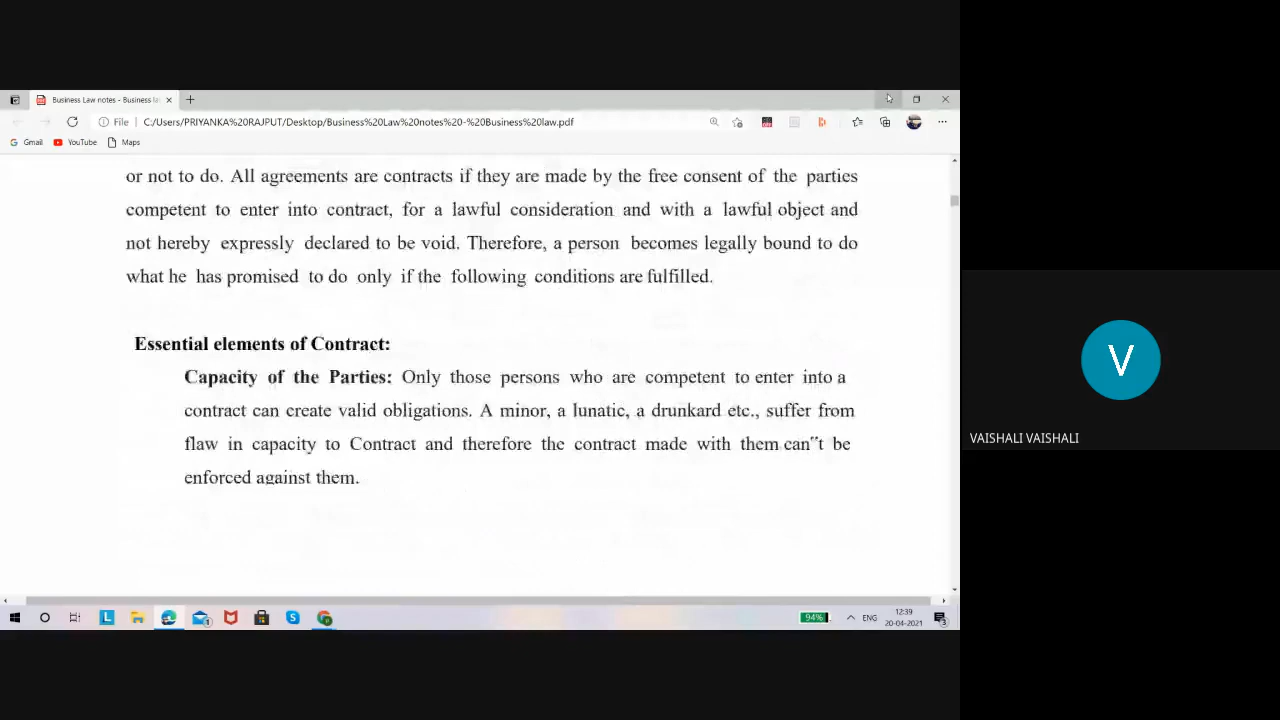 Business Law notes - Business la
File C:/Users/PRIYANKA%20RAJPUT/Desktop/Business%20Law%20notes%20-%20Business%20law.pdf
Gmail YouTube Maps
or not to do. All agreements are contracts if they are made by the free consent of the parties
competent to enter into contract, for a lawful consideration and with a lawful object and
not hereby expressly declared to be void. Therefore, a person becomes legally bound to do
what he has promised to do only if the following conditions are fulfilled.
Essential elements of Contract:
Capacity of the Parties: Only those persons who are competent to enter into a
contract can create valid obligations. A minor, a lunatic, a drunkard etc., suffer from
flaw in capacity to Contract and therefore the contract made with them can‟t be
enforced against them.
V
VAISHALI VAISHALI
L
S
94%
ENG
12:39
20-04-2021
3